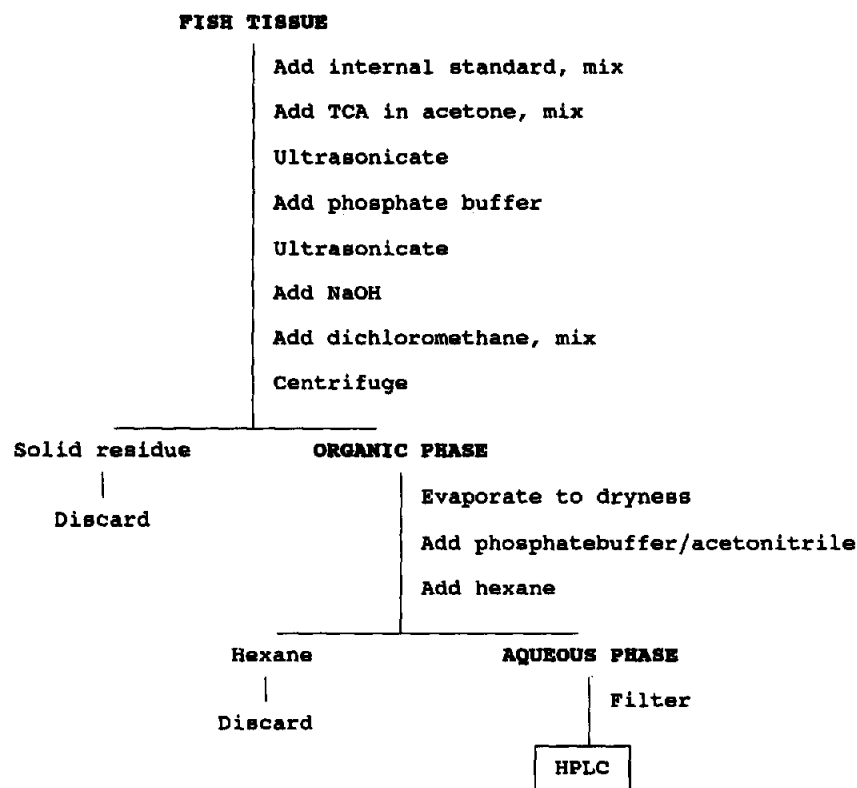 FISH TISSUE
Add internal standard, mix
Add TCA in acetone, mix
Ultrasonicate
Add phosphate buffer
Ultrasonicate
Add NaOH
Add dichloromethane, mix
Centrifuge
Solid residue
ORGANIC PHASE
Discard
Evaporate to dryness
Add phosphatebuffer/acetonitrile
Add hexane
Hexane
AQUEOUS PHASE
Discard
Filter
HPLC